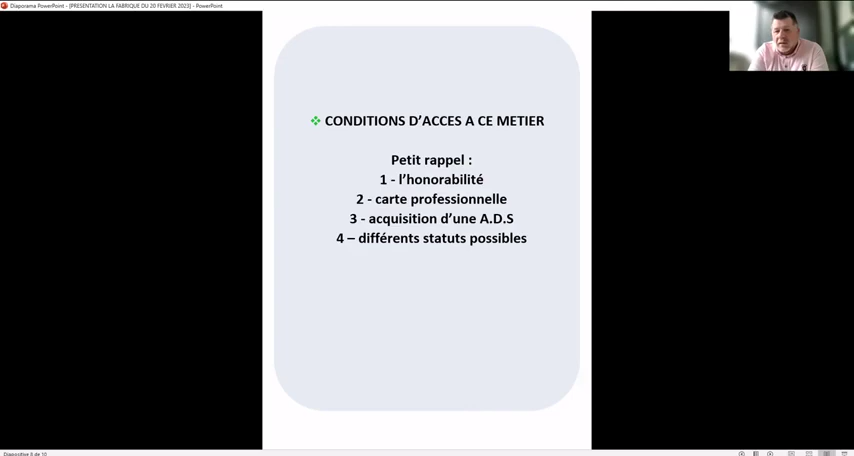 Diaporama PowerPoint - [PRESENTATION LA FABRIQUE DU 20 FEVRIER 2023] - PowerPoint
CONDITIONS D'ACCES A CE METIER
Petit rappel :
1 - l'honorabilité
2 - carte professionnelle
3 - acquisition d'une A.D.S
4 – différents statuts possibles
Diapositive 8 de 10